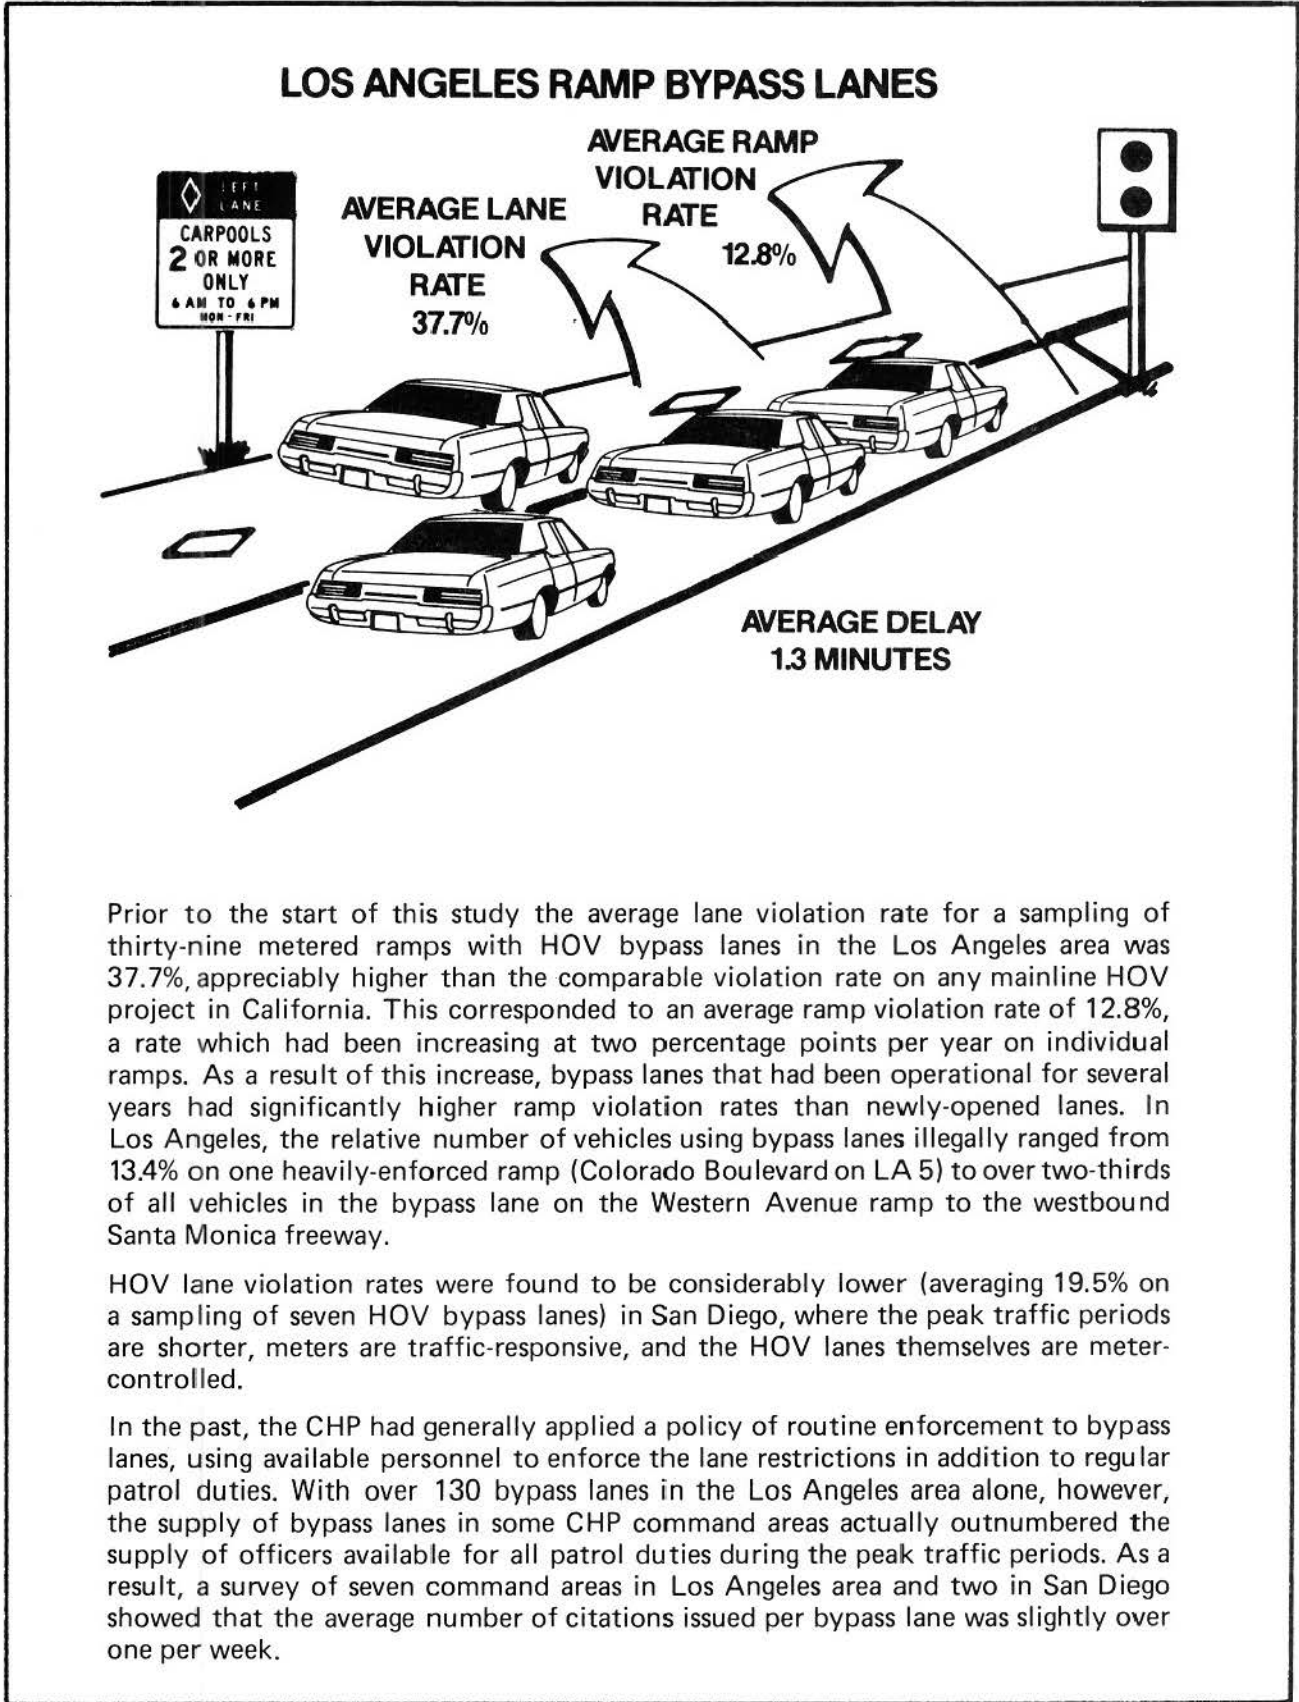 LOS ANGELES RAMP BYPASS LANES
LEFT
LANE
CARPOOLS
2 OR MORE
ONLY
6 AM TO 6 PM
MON - FRI
AVERAGE LANE
VIOLATION
RATE
37.7%
AVERAGE RAMP
VIOLATION
RATE
12.8%
AVERAGE DELAY
1.3 MINUTES
Prior to the start of this study the average lane violation rate for a sampling of
thirty-nine metered ramps with HOV bypass lanes in the Los Angeles area was
37.7%, appreciably higher than the comparable violation rate on any mainline HOV
project in California. This corresponded to an average ramp violation rate of 12.8%,
a rate which had been increasing at two percentage points per year on individual
ramps. As a result of this increase, bypass lanes that had been operational for several
years had significantly higher ramp violation rates than newly-opened lanes. In
Los Angeles, the relative number of vehicles using bypass lanes illegally ranged from
13.4% on one heavily-enforced ramp (Colorado Boulevard on LA 5) to over two-thirds
of all vehicles in the bypass lane on the Western Avenue ramp to the westbound
Santa Monica freeway.
HOV lane violation rates were found to be considerably lower (averaging 19.5% on
a sampling of seven HOV bypass lanes) in San Diego, where the peak traffic periods
are shorter, meters are traffic-responsive, and the HOV lanes themselves are meter-
controlled.
In the past, the CHP had generally applied a policy of routine enforcement to bypass
lanes, using available personnel to enforce the lane restrictions in addition to regular
patrol duties. With over 130 bypass lanes in the Los Angeles area alone, however,
the supply of bypass lanes in some CHP command areas actually outnumbered the
supply of officers available for all patrol duties during the peak traffic periods. As a
result, a survey of seven command areas in Los Angeles area and two in San Diego
showed that the average number of citations issued per bypass lane was slightly over
one per week.